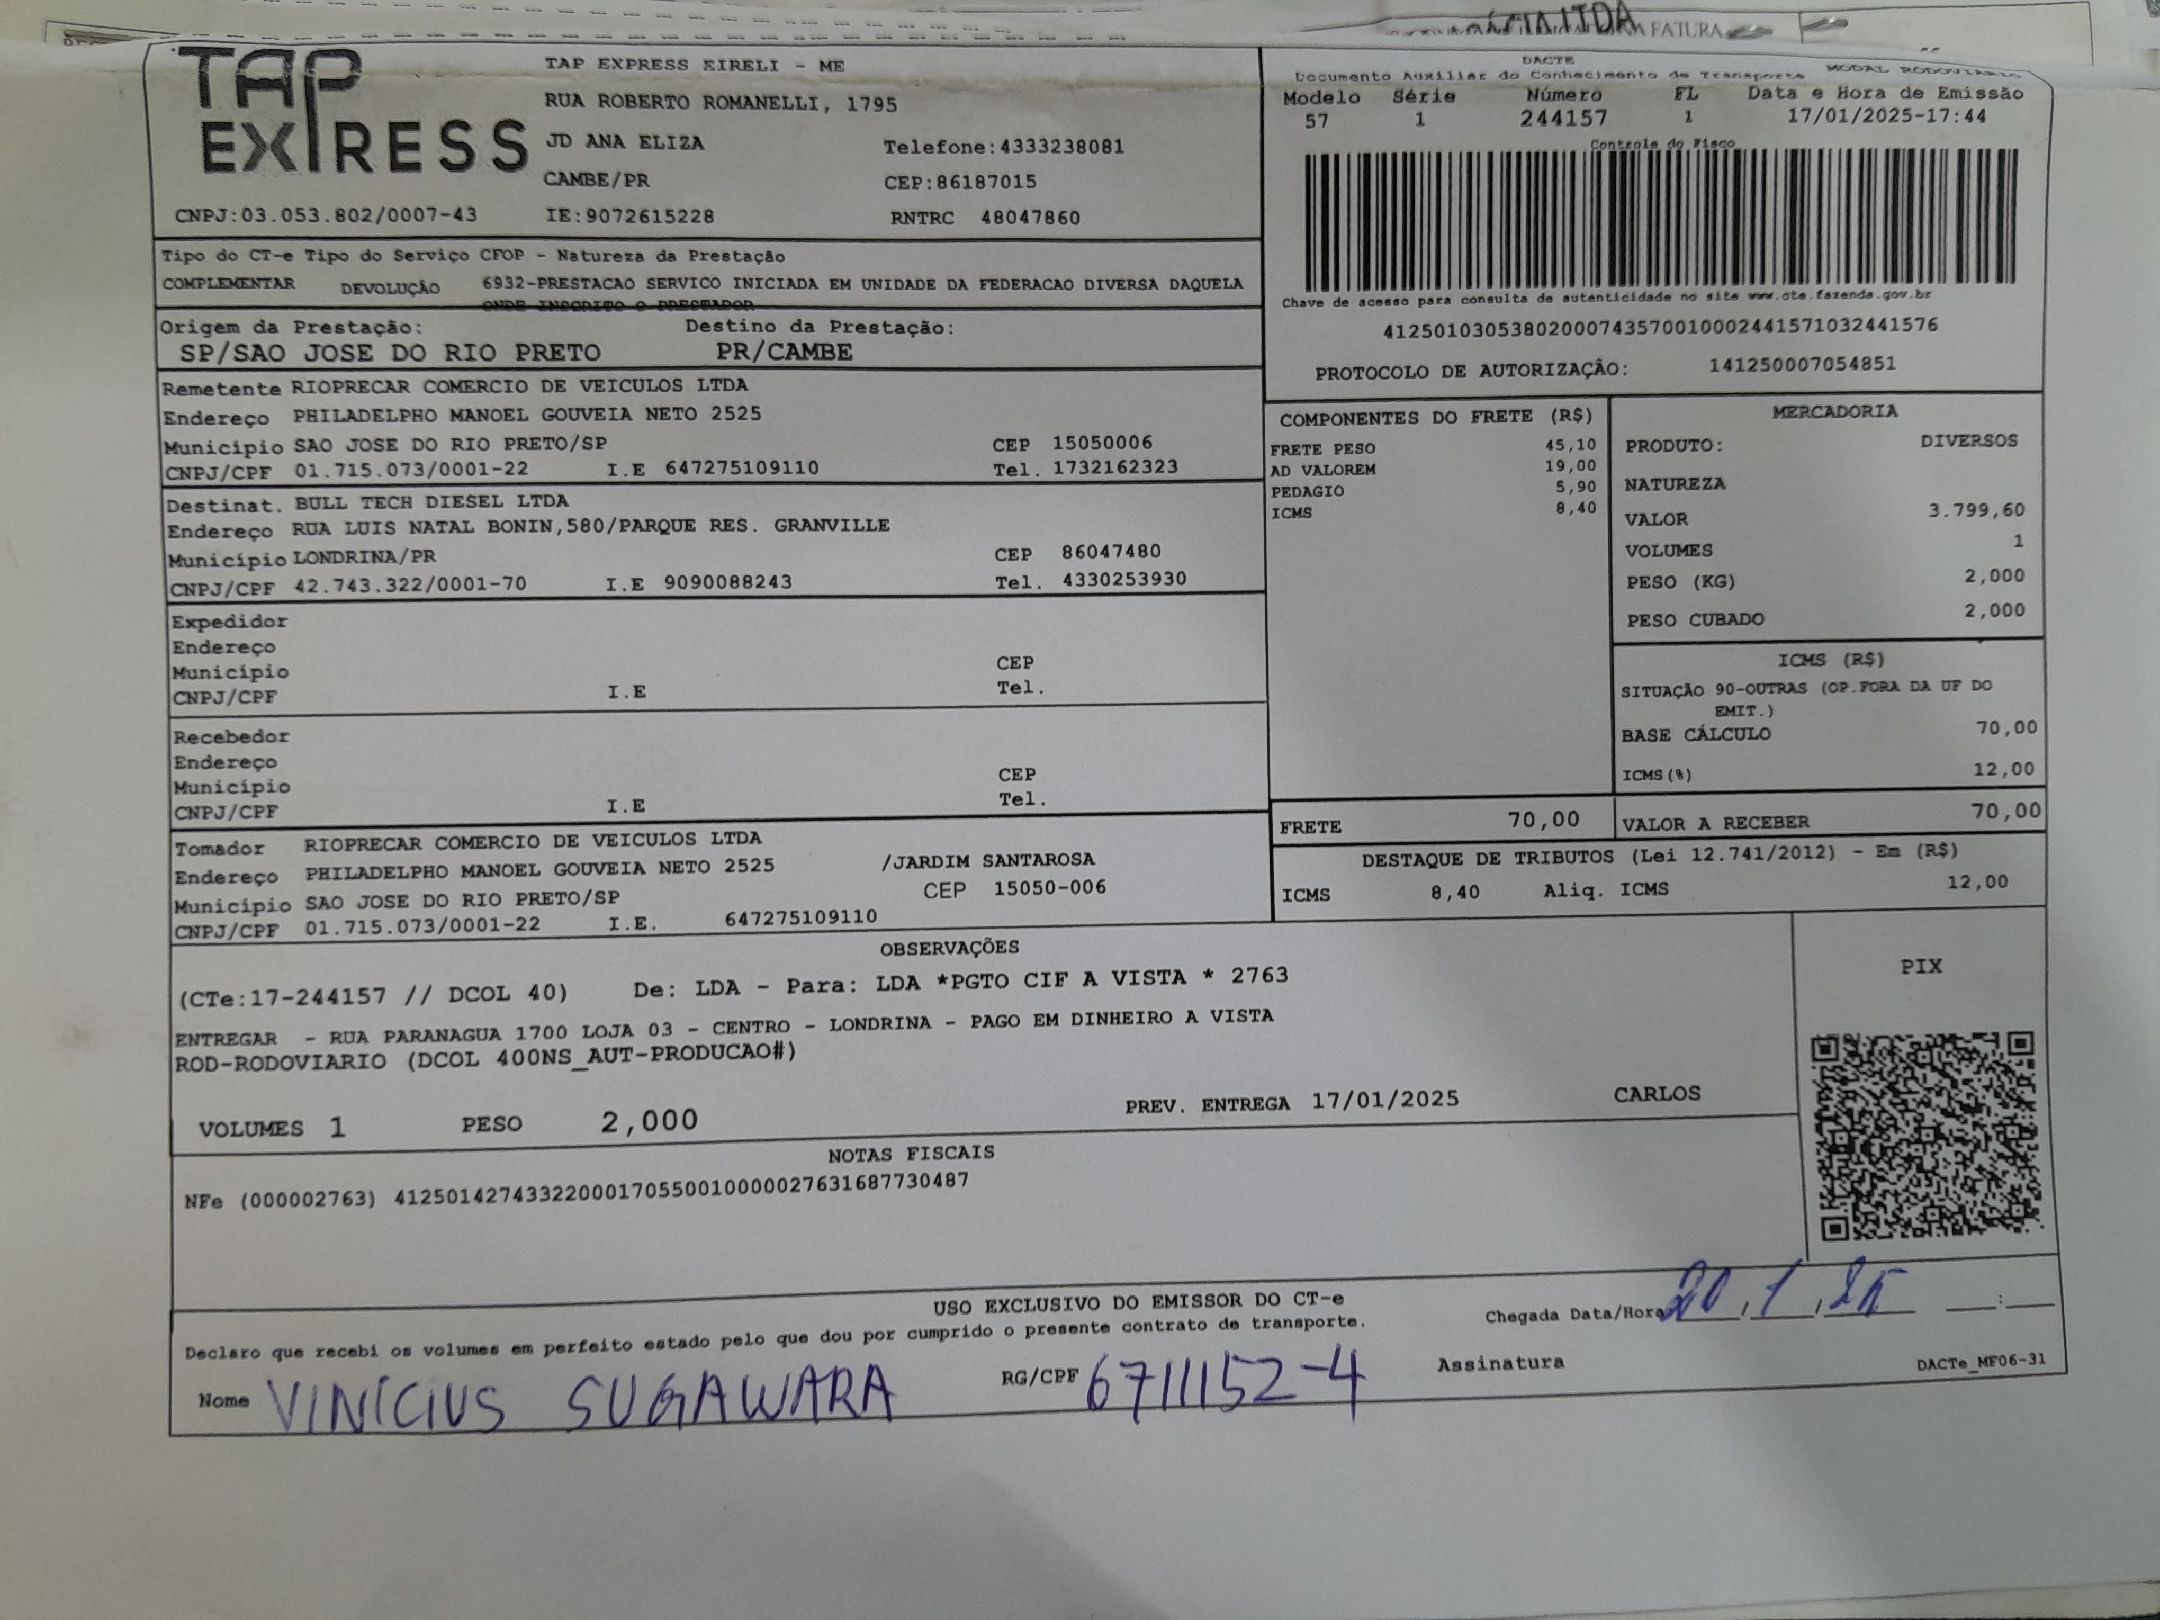 FATURA
TAP EXPRESS
TAP EXPRESS EIRELI - ME
RUA ROBERTO ROMANELLI, 1795
JD ANA ELIZA Telefone:4333238081
CAMBE/PR CEP:86187015
CNPJ:03.053.802/0007-43 IE:9072615228 RNTRC 48047860
DACTE
Documento Auxiliar do Conhecimento de Transporte MODAL RODOVIARIO
Modelo Série Número FL Data e Hora de Emissão
57 1 244157 1 17/01/2025-17:44
Controle do Fisco
Chave de acesso para consulta de autenticidade no site www.cte.fazenda.gov.br
41250103053802000743570010002441571032441576
PROTOCOLO DE AUTORIZAÇÂO: 141250007054851
Tipo do CT-e Tipo do Serviço CFOP - Natureza da Prestação
COMPLEMENTAR DEVOLUÇÃO 6932-PRESTACAO SERVICO INICIADA EM UNIDADE DA FEDERACAO DIVERSA DAQUELA
ONDE INSCRITO O PRESTADOR
Origem da Prestação: Destino da Prestação:
SP/SAO JOSE DO RIO PRETO PR/CAMBE
Remetente RIOPRECAR COMERCIO DE VEICULOS LTDA
Endereço PHILADELPHO MANOEL GOUVEIA NETO 2525
Município SAO JOSE DO RIO PRETO/SP CEP 15050006
CNPJ/CPF 01.715.073/0001-22 I.E 647275109110 Tel. 1732162323
Destinat. BULL TECH DIESEL LTDA
Endereço RUA LUIS NATAL BONIN,580/PARQUE RES. GRANVILLE
Município LONDRINA/PR CEP 86047480
CNPJ/CPF 42.743.322/0001-70 I.E 9090088243 Tel. 4330253930
Expedidor
Endereço
Município CEP
CNPJ/CPF I.E Tel.
Recebedor
Endereço
Município CEP
CNPJ/CPF I.E Tel.
Tomador RIOPRECAR COMERCIO DE VEICULOS LTDA
Endereço PHILADELPHO MANOEL GOUVEIA NETO 2525 /JARDIM SANTAROSA
Município SAO JOSE DO RIO PRETO/SP CEP 15050-006
CNPJ/CPF 01.715.073/0001-22 I.E. 647275109110
COMPONENTES DO FRETE (R$)
FRETE PESO 45,10
AD VALOREM 19,00
PEDAGIO 5,90
ICMS 8,40
MERCADORIA
PRODUTO: DIVERSOS
NATUREZA
VALOR 3.799,60
VOLUMES 1
PESO (KG) 2,000
PESO CUBADO 2,000
ICMS (R$)
SITUAÇÃO 90-OUTRAS (OP.FORA DA UF DO
EMIT.)
BASE CÁLCULO 70,00
ICMS(%) 12,00
FRETE 70,00 VALOR A RECEBER 70,00
DESTAQUE DE TRIBUTOS (Lei 12.741/2012) - Em (R$)
ICMS 8,40 Aliq. ICMS 12,00
OBSERVAÇÕES
(CTe:17-244157 // DCOL 40) De: LDA - Para: LDA *PGTO CIF A VISTA * 2763
ENTREGAR - RUA PARANAGUA 1700 LOJA 03 - CENTRO - LONDRINA - PAGO EM DINHEIRO A VISTA
ROD-RODOVIARIO (DCOL 400NS_AUT-PRODUCAO#)
VOLUMES 1 PESO 2,000 PREV. ENTREGA 17/01/2025 CARLOS
PIX
NOTAS FISCAIS
NFe (000002763) 41250142743322000170550010000027631687730487
USO EXCLUSIVO DO EMISSOR DO CT-e
Declaro que recebi os volumes em perfeito estado pelo que dou por cumprido o presente contrato de transporte.
Chegada Data/Hora 20,1,25 __:__
Nome VINÍCIUS SUGAWARA RG/CPF 6711152-4 Assinatura
DACTe_MF06-31